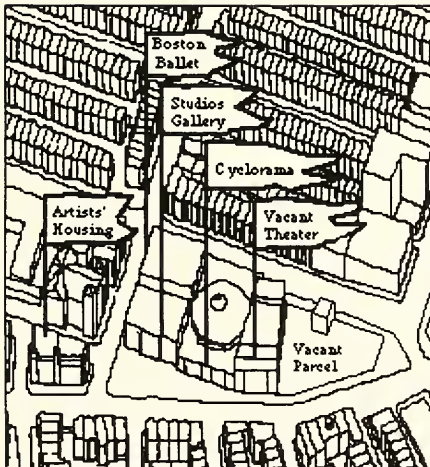 Boston
Ballet
Studios
Gallery
Cyclorama
Artists'
Housing
Vacant
Theater
Vacant
Parcel